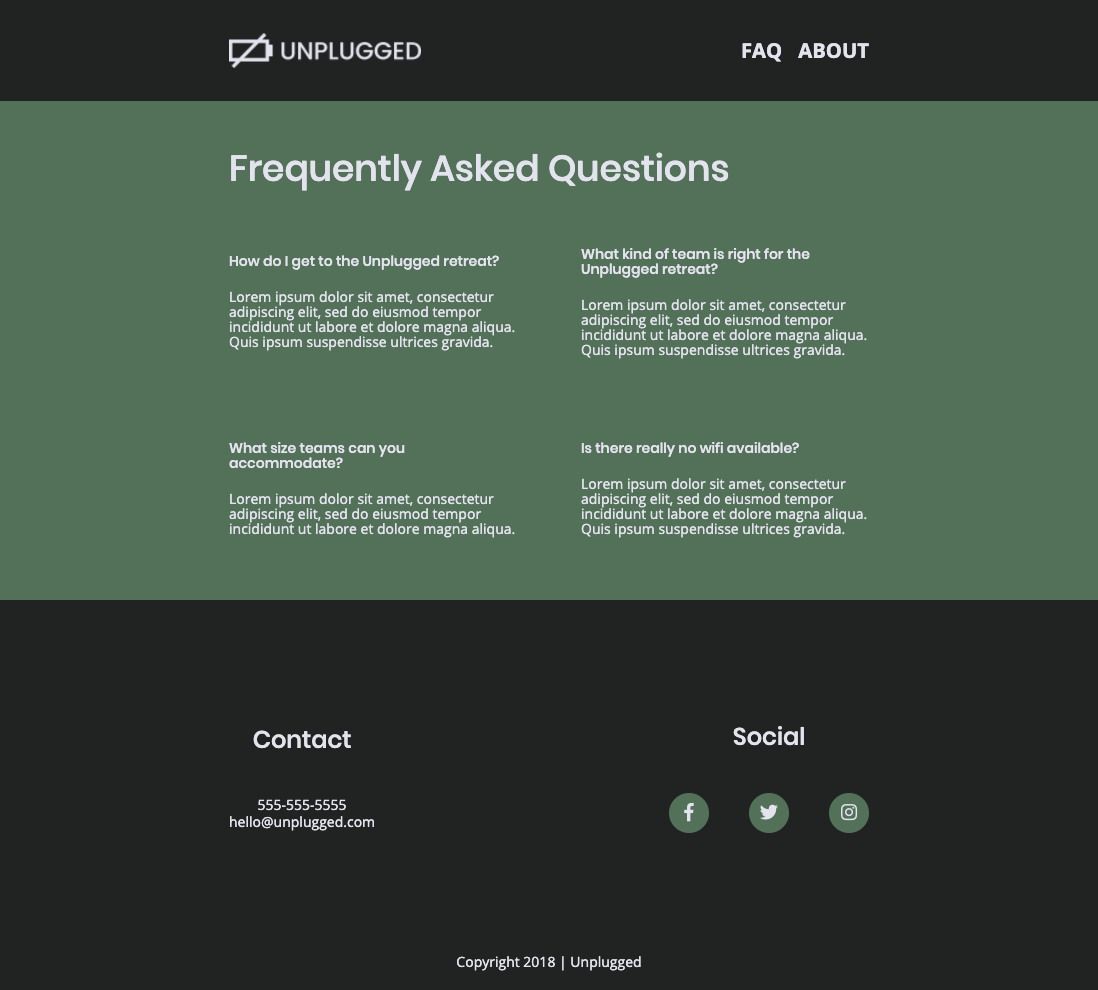 UNPLUGGED
FAQ ABOUT
Frequently Asked Questions
How do I get to the Unplugged retreat?
Lorem ipsum dolor sit amet, consectetur
adipiscing elit, sed do eiusmod tempor
incididunt ut labore et dolore magna aliqua.
Quis ipsum suspendisse ultrices gravida.
What kind of team is right for the
Unplugged retreat?
Lorem ipsum dolor sit amet, consectetur
adipiscing elit, sed do eiusmod tempor
incididunt ut labore et dolore magna aliqua.
Quis ipsum suspendisse ultrices gravida.
What size teams can you
accommodate?
Lorem ipsum dolor sit amet, consectetur
adipiscing elit, sed do eiusmod tempor
incididunt ut labore et dolore magna aliqua.
Is there really no wifi available?
Lorem ipsum dolor sit amet, consectetur
adipiscing elit, sed do eiusmod tempor
incididunt ut labore et dolore magna aliqua.
Quis ipsum suspendisse ultrices gravida.
Contact
555-555-5555
hello@unplugged.com
Social
Copyright 2018 | Unplugged